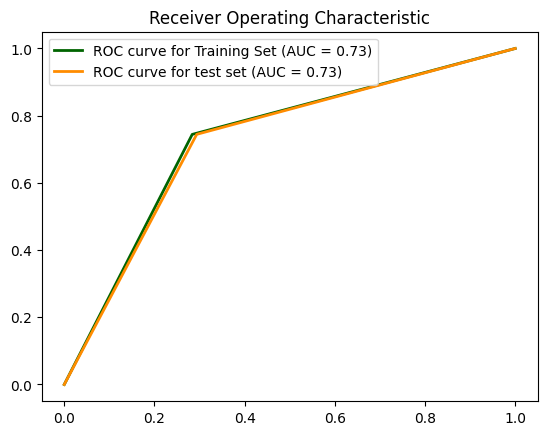 Receiver Operating Characteristic
1.0
0.8
0.6
0.4
0.2
0.0
ROC curve for Training Set (AUC = 0.73)
ROC curve for test set (AUC = 0.73)
0.0 0.2 0.4 0.6 0.8 1.0